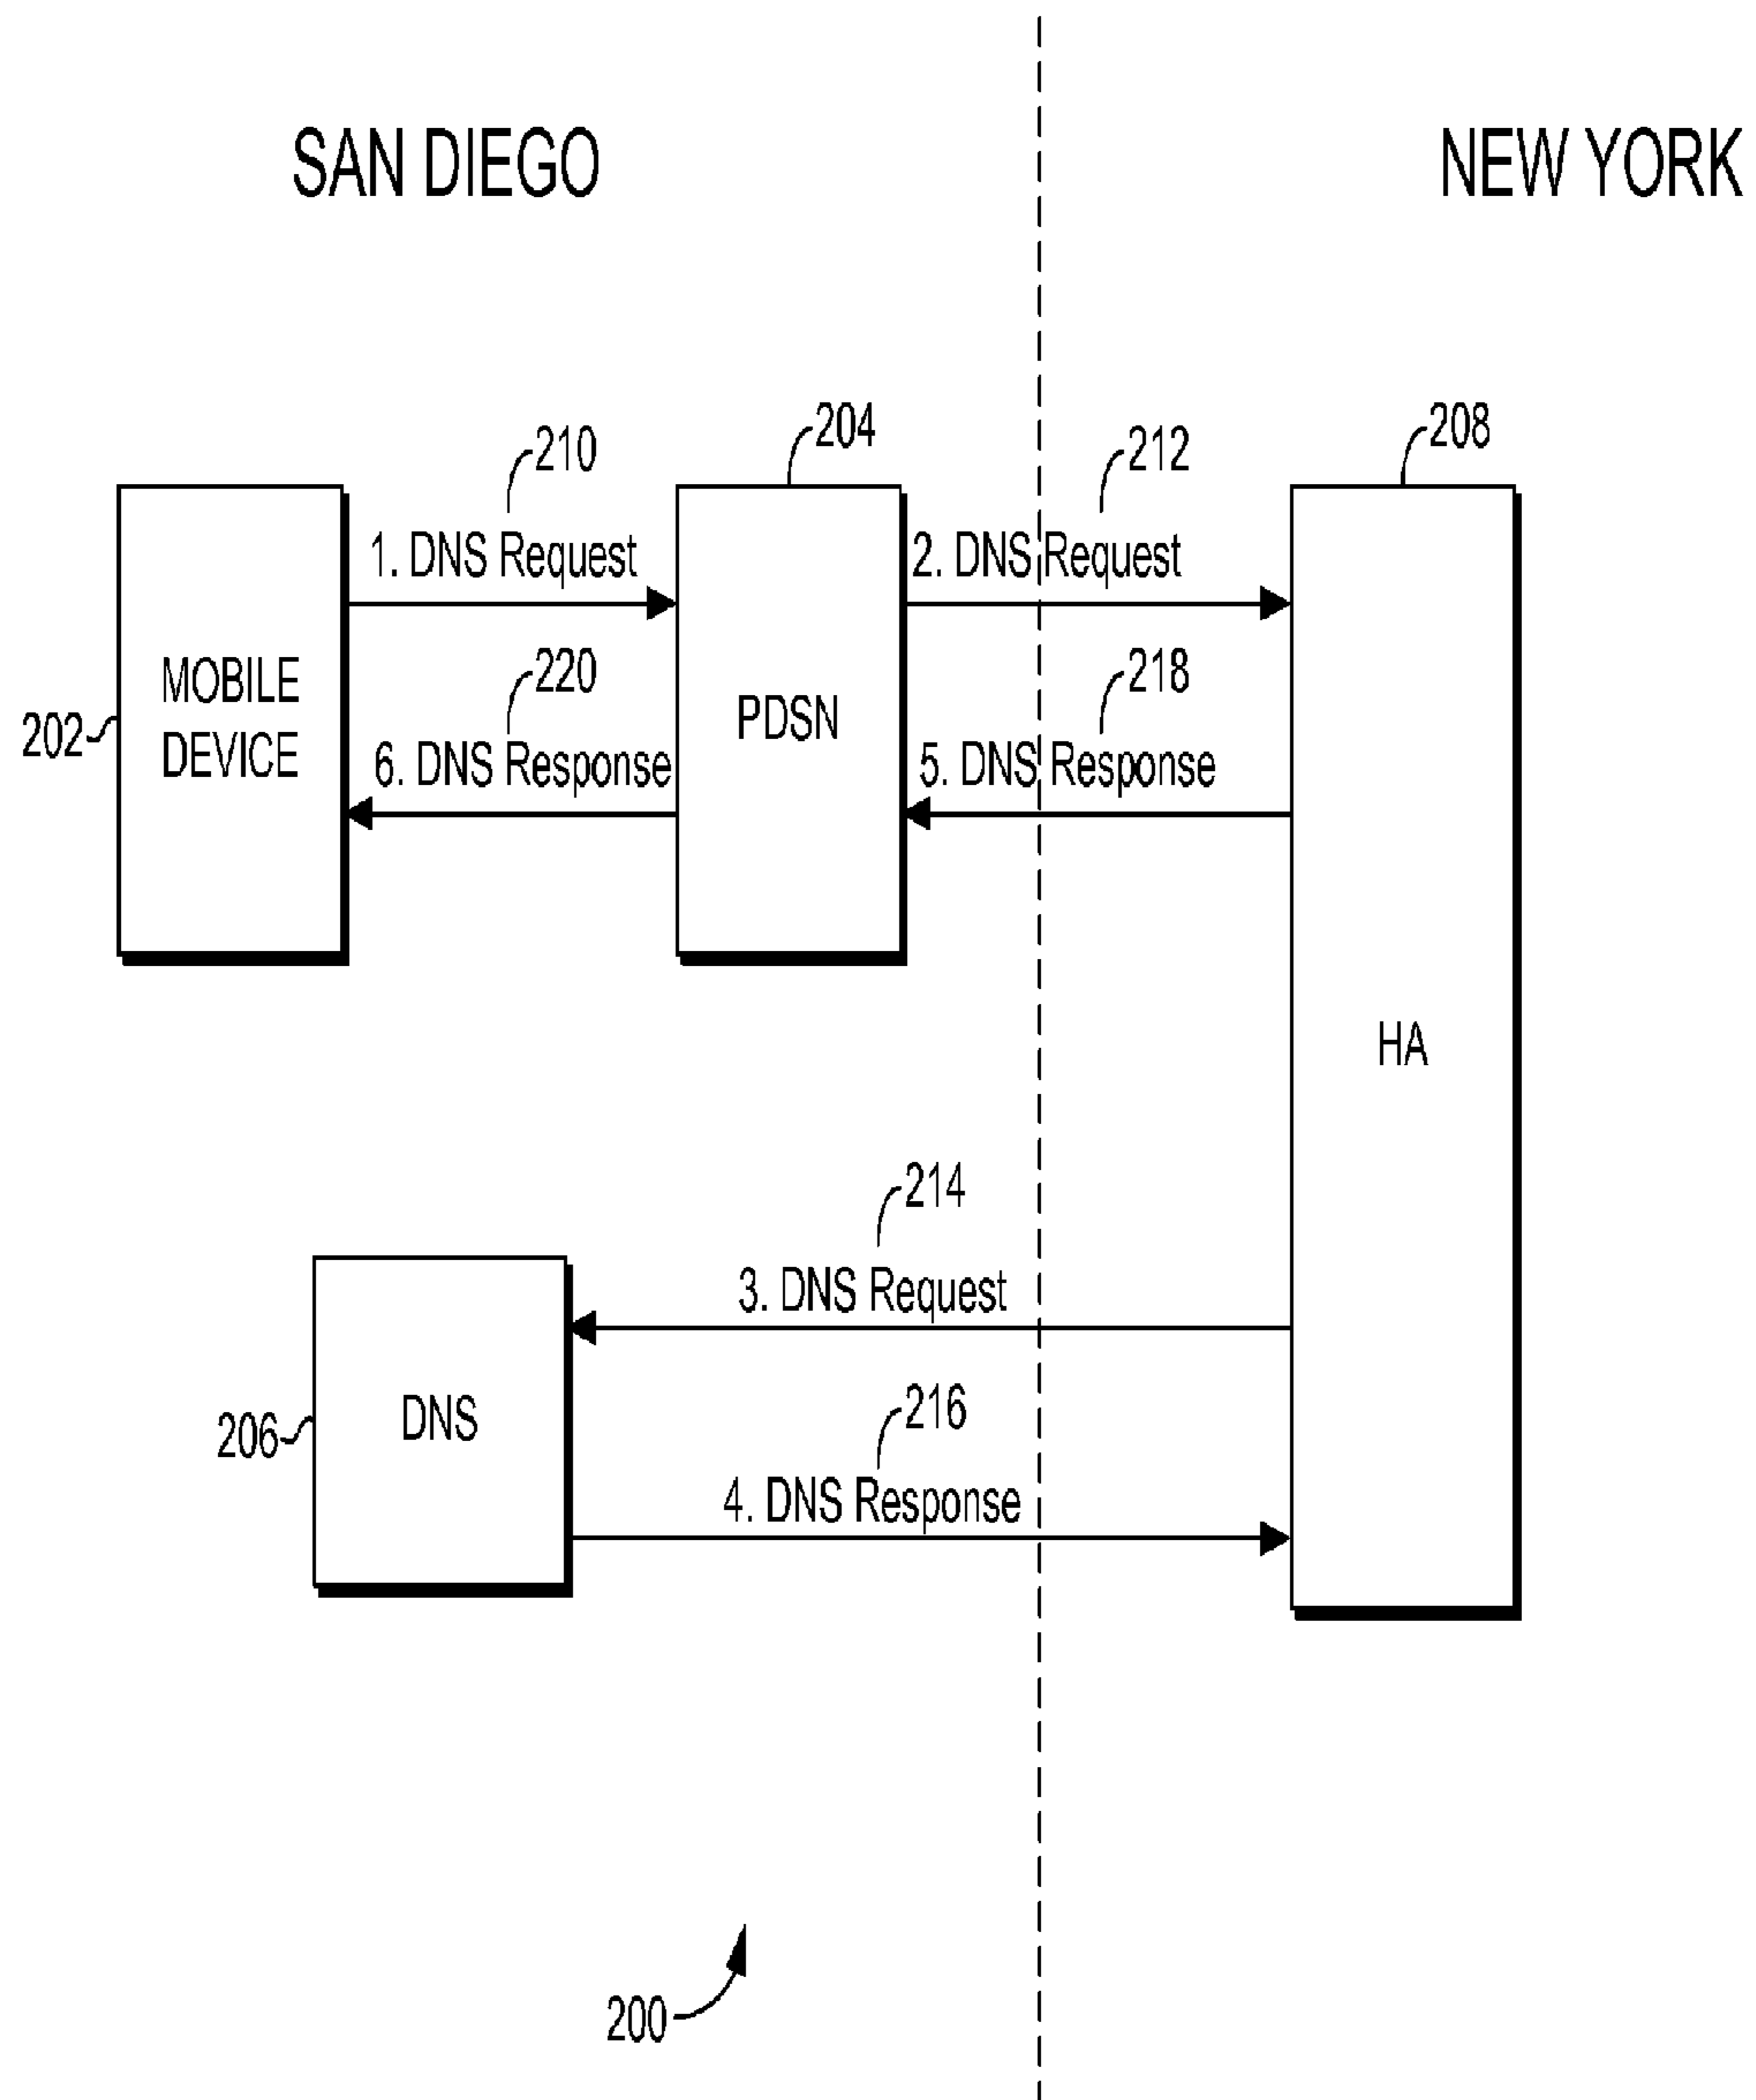 SAN DIEGO
NEW YORK
210
204
212
208
1. DNS Request
2. DNS Request
220
218
MOBILE
DEVICE
202
PDSN
6. DNS Response
5. DNS Response
HA
214
3. DNS Request
DNS
206
216
4. DNS Response
200